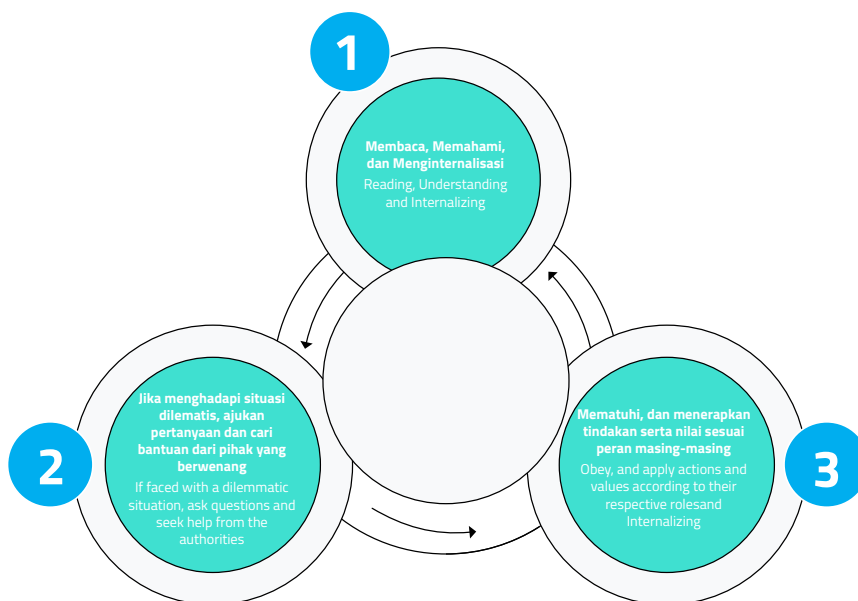 1
Membaca, Memahami,
dan Menginternalisasi
Reading, Understanding
and Internalizing
2
Jika menghadapi situasi
dilematis, ajukan
pertanyaan dan cari
bantuan dari pihak yang
berwenang
If faced with a dilemmatic
situation, ask questions and
seek help from the
authorities
3
Mematuhi, dan menerapkan
tindakan serta nilai sesuai
peran masing-masing
Obey, and apply actions and
values according to their
respective rolesand
Internalizing